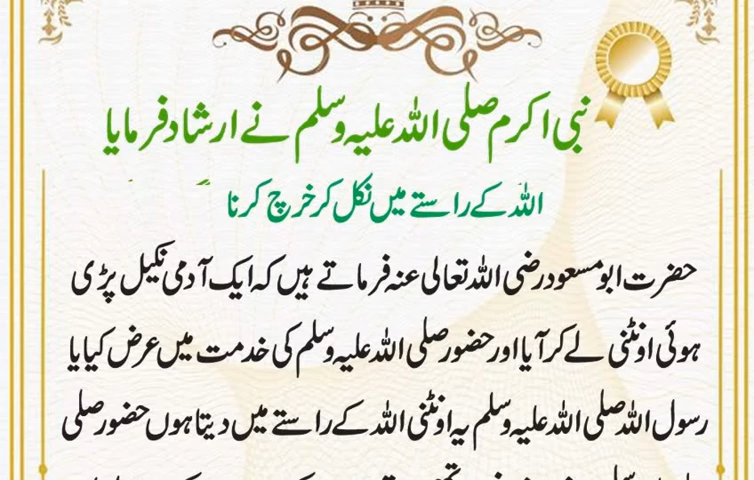 نبی اکرم صلی اللہ علیہ وسلم نے ارشاد فرمایا
اللہ کے راستے میں نکل کر خرچ کرنا
حضرت ابو مسعود رضی اللہ تعالی عنہ فرماتے ہیں کہ ایک آدمی نکیل پڑی
ہوئی اونٹنی لے کر آیا اور حضور صلی اللہ علیہ وسلم کی خدمت میں عرض کیا یا
رسول اللہ صلی اللہ علیہ وسلم یہ اونٹنی اللہ کے راستے میں دیتا ہوں حضور صلی